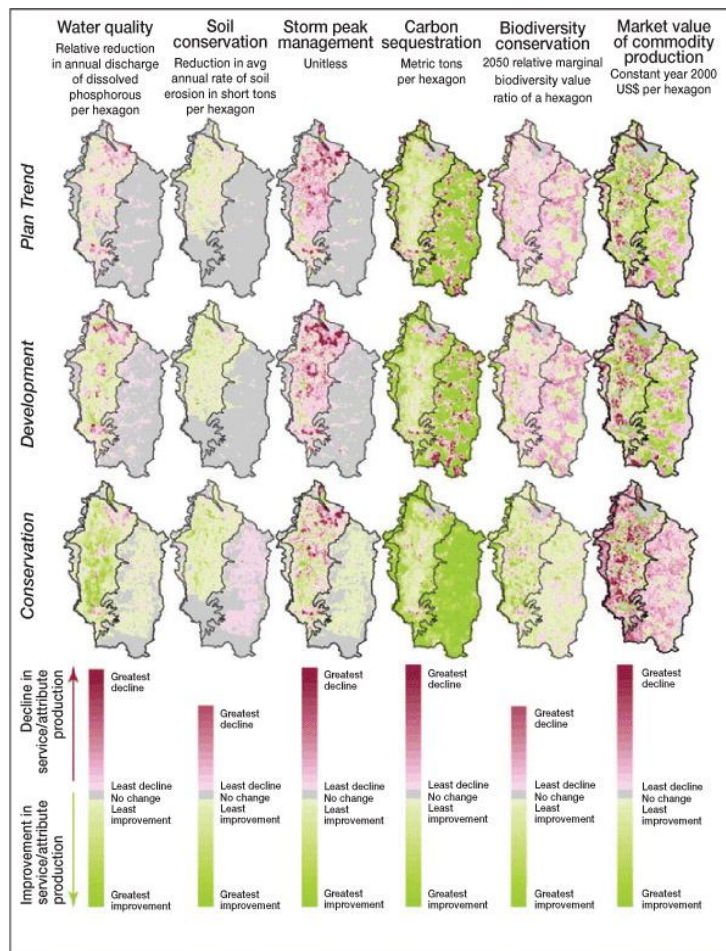 Water quality
Relative reduction
in annual discharge
of dissolved
phosphorous
per hexagon
Soil
conservation
Reduction in avg
annual rate of soil
erosion in short tons
per hexagon
Storm peak
management
Unitless
Carbon
sequestration
Metric tons
per hexagon
Biodiversity
conservation
2050 relative marginal
biodiversity value
ratio of a hexagon
Market value
of commodity
production
Constant year 2000
US$ per hexagon
Plan Trend
Development
Conservation
Decline in
service/attribute
production
Improvement in
service/attribute
production
Greatest
decline
Least decline
No change
Least
improvement
Greatest
improvement
Greatest
decline
Least decline
No change
Least
improvement
Greatest
improvement
Greatest
decline
Least decline
No change
Least
improvement
Greatest
improvement
Greatest
decline
Least decline
No change
Least
improvement
Greatest
improvement
Greatest
decline
Least decline
No change
Least
improvement
Greatest
improvement
Greatest
decline
Least decline
No change
Least
improvement
Greatest
improvement